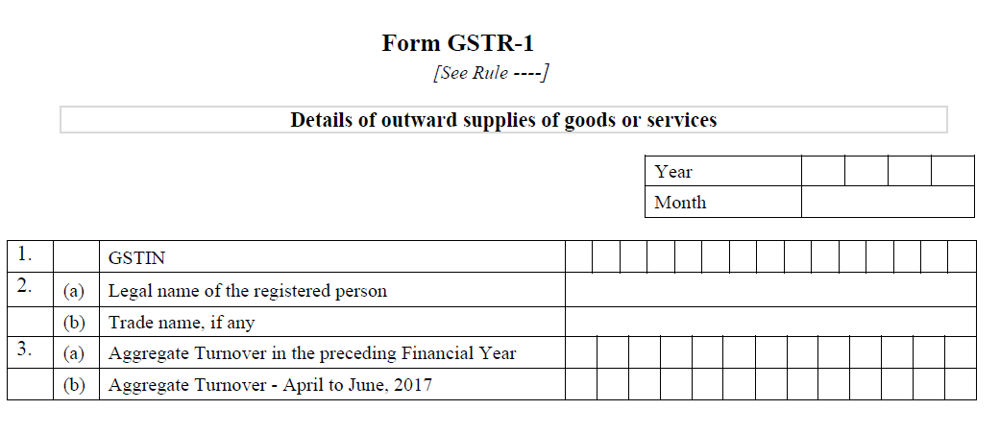 Form GSTR-1
[See Rule ----]
Details of outward supplies of goods or services
Year
Month
1. GSTIN
2. (a) Legal name of the registered person
(b) Trade name, if any
3. (a) Aggregate Turnover in the preceding Financial Year
(b) Aggregate Turnover - April to June, 2017